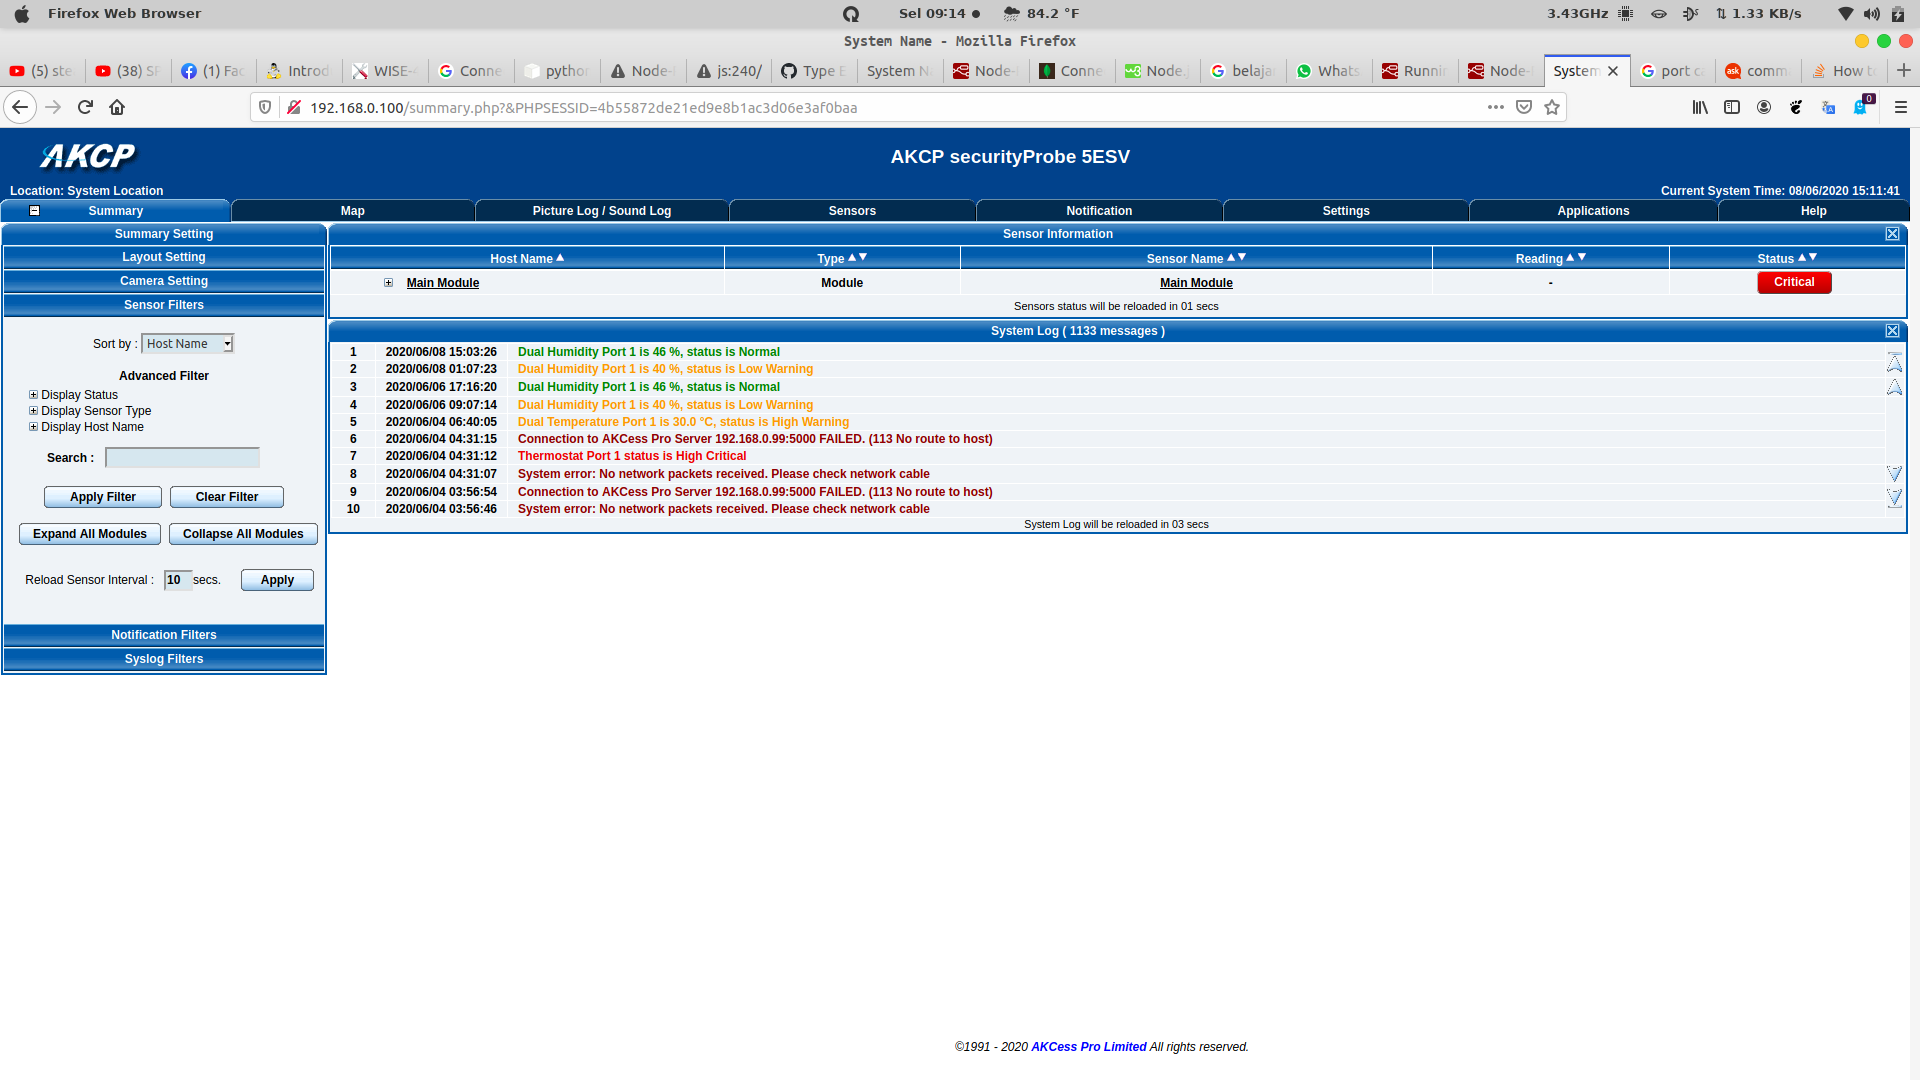 Firefox Web Browser
Sel 09:14
84.2 °F
3.43GHz
1.33 KB/s
System Name - Mozilla Firefox
(5) ste
(38) SP
(1) Fac
Introd
WISE-
Conne
python
Node-
js:240/
Type E
System N
Node-
Conne
Node.
belaja
Whats
Runnin
Node-
System
port ca
comm
How t
192.168.0.100/summary.php?&PHPSESSID=4b55872de21ed9e8b1ac3d06e3af0baa
0
AKCP
AKCP securityProbe 5ESV
Location: System Location
Current System Time: 08/06/2020 15:11:41
Summary
Map
Picture Log / Sound Log
Sensors
Notification
Settings
Applications
Help
Summary Setting
Layout Setting
Camera Setting
Sensor Filters
Sort by : Host Name
Advanced Filter
Display Status
Display Sensor Type
Display Host Name
Search :
Apply Filter
Clear Filter
Expand All Modules
Collapse All Modules
Reload Sensor Interval : 10 secs. Apply
Notification Filters
Syslog Filters
Sensor Information
Host Name Type Sensor Name Reading Status
Main Module Module Main Module - Critical
Sensors status will be reloaded in 01 secs
System Log ( 1133 messages )
1 2020/06/08 15:03:26 Dual Humidity Port 1 is 46 %, status is Normal
2 2020/06/08 01:07:23 Dual Humidity Port 1 is 40 %, status is Low Warning
3 2020/06/06 17:16:20 Dual Humidity Port 1 is 46 %, status is Normal
4 2020/06/06 09:07:14 Dual Humidity Port 1 is 40 %, status is Low Warning
5 2020/06/04 06:40:05 Dual Temperature Port 1 is 30.0 °C, status is High Warning
6 2020/06/04 04:31:15 Connection to AKCess Pro Server 192.168.0.99:5000 FAILED. (113 No route to host)
7 2020/06/04 04:31:12 Thermostat Port 1 status is High Critical
8 2020/06/04 04:31:07 System error: No network packets received. Please check network cable
9 2020/06/04 03:56:54 Connection to AKCess Pro Server 192.168.0.99:5000 FAILED. (113 No route to host)
10 2020/06/04 03:56:46 System error: No network packets received. Please check network cable
System Log will be reloaded in 03 secs
©1991 - 2020 AKCess Pro Limited All rights reserved.